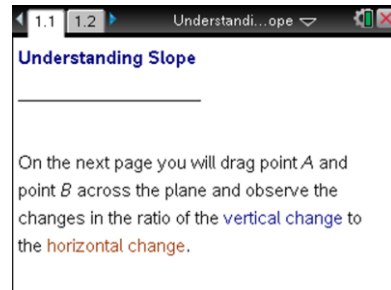 1.1 1.2 Understandi...ope
Understanding Slope
On the next page you will drag point A and
point B across the plane and observe the
changes in the ratio of the vertical change to
the horizontal change.